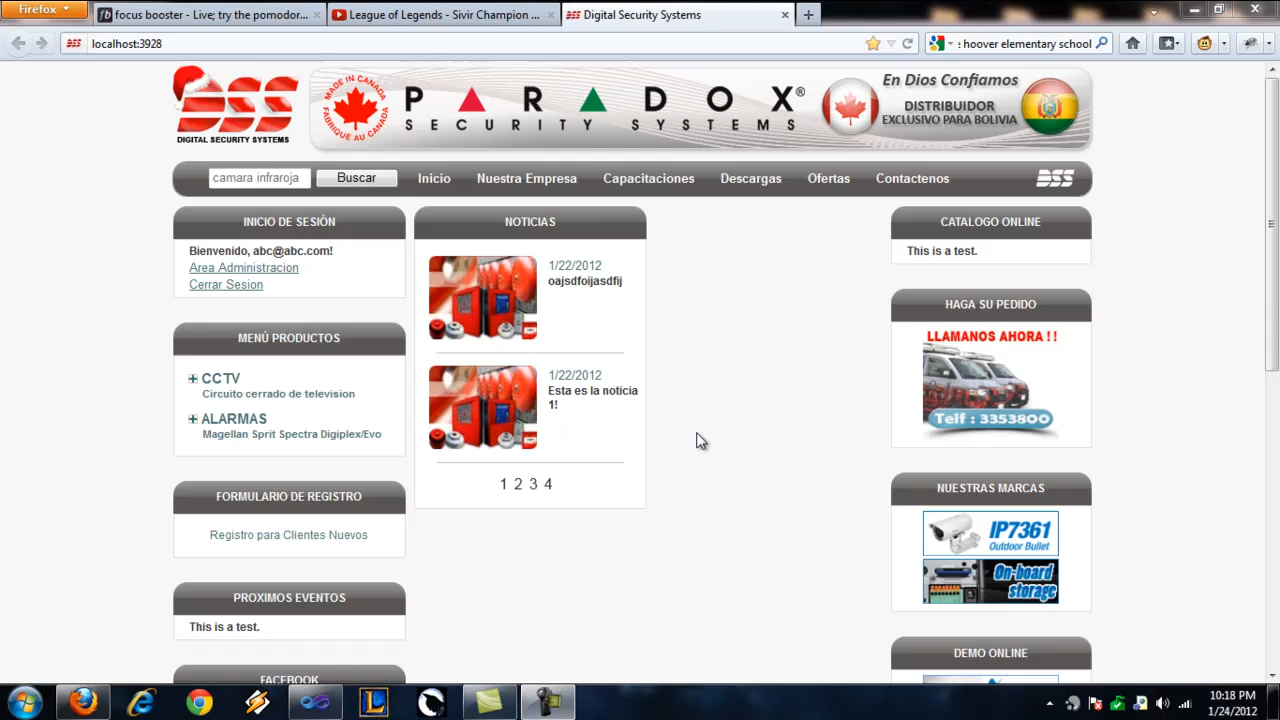 Firefox
focus booster - Live; try the pomodor...
League of Legends - Sivir Champion ...
Digital Security Systems
localhost:3928
: hoover elementary school
DSS
DIGITAL SECURITY SYSTEMS
MADE IN CANADA
FABRIQUÉ AU CANADA
PARADOX®
SECURITY SYSTEMS
En Dios Confiamos
DISTRIBUIDOR
EXCLUSIVO PARA BOLIVIA
camara infraroja
Buscar
Inicio
Nuestra Empresa
Capacitaciones
Descargas
Ofertas
Contactenos
DSS
INICIO DE SESIÓN
Bienvenido, abc@abc.com!
Area Administracion
Cerrar Sesion
MENÚ PRODUCTOS
CCTV
Circuito cerrado de television
ALARMAS
Magellan Sprit Spectra Digiplex/Evo
FORMULARIO DE REGISTRO
Registro para Clientes Nuevos
PROXIMOS EVENTOS
This is a test.
FACEBOOK
NOTICIAS
1/22/2012
oajsdfoijasdfij
1/22/2012
Esta es la noticia
1!
1 2 3 4
CATALOGO ONLINE
This is a test.
HAGA SU PEDIDO
LLAMANOS AHORA ! !
Telf : 3353800
NUESTRAS MARCAS
IP7361
Outdoor Bullet
On-board
storage
DEMO ONLINE
10:18 PM
1/24/2012